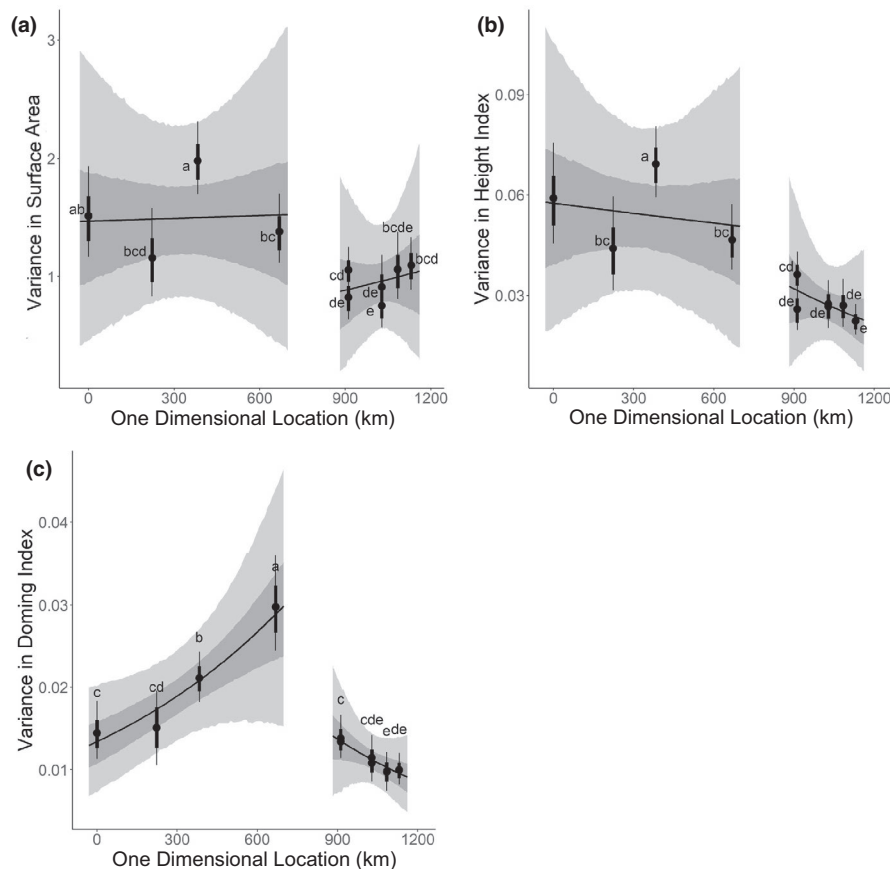 (a)
Variance in Surface Area
3
2
1
ab
bcd
a
bc
cd
de
de
e
bcde
bcd
0 300 600 900 1200
One Dimensional Location (km)
(b)
Variance in Height Index
0.09
0.06
0.03
a
bc
bc
cd
de
de
de
e
0 300 600 900 1200
One Dimensional Location (km)
(c)
Variance in Doming Index
0.04
0.03
0.02
0.01
c
cd
b
a
c
cde
e de
0 300 600 900 1200
One Dimensional Location (km)